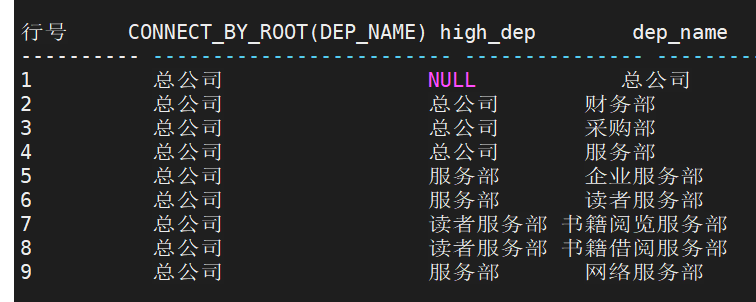 行号 CONNECT_BY_ROOT(DEP_NAME) high_dep dep_name
---------- ------------------------- --------------- ---------
1 总公司 NULL 总公司
2 总公司 总公司 财务部
3 总公司 总公司 采购部
4 总公司 总公司 服务部
5 总公司 服务部 企业服务部
6 总公司 服务部 读者服务部
7 总公司 读者服务部 书籍阅览服务部
8 总公司 读者服务部 书籍借阅服务部
9 总公司 服务部 网络服务部